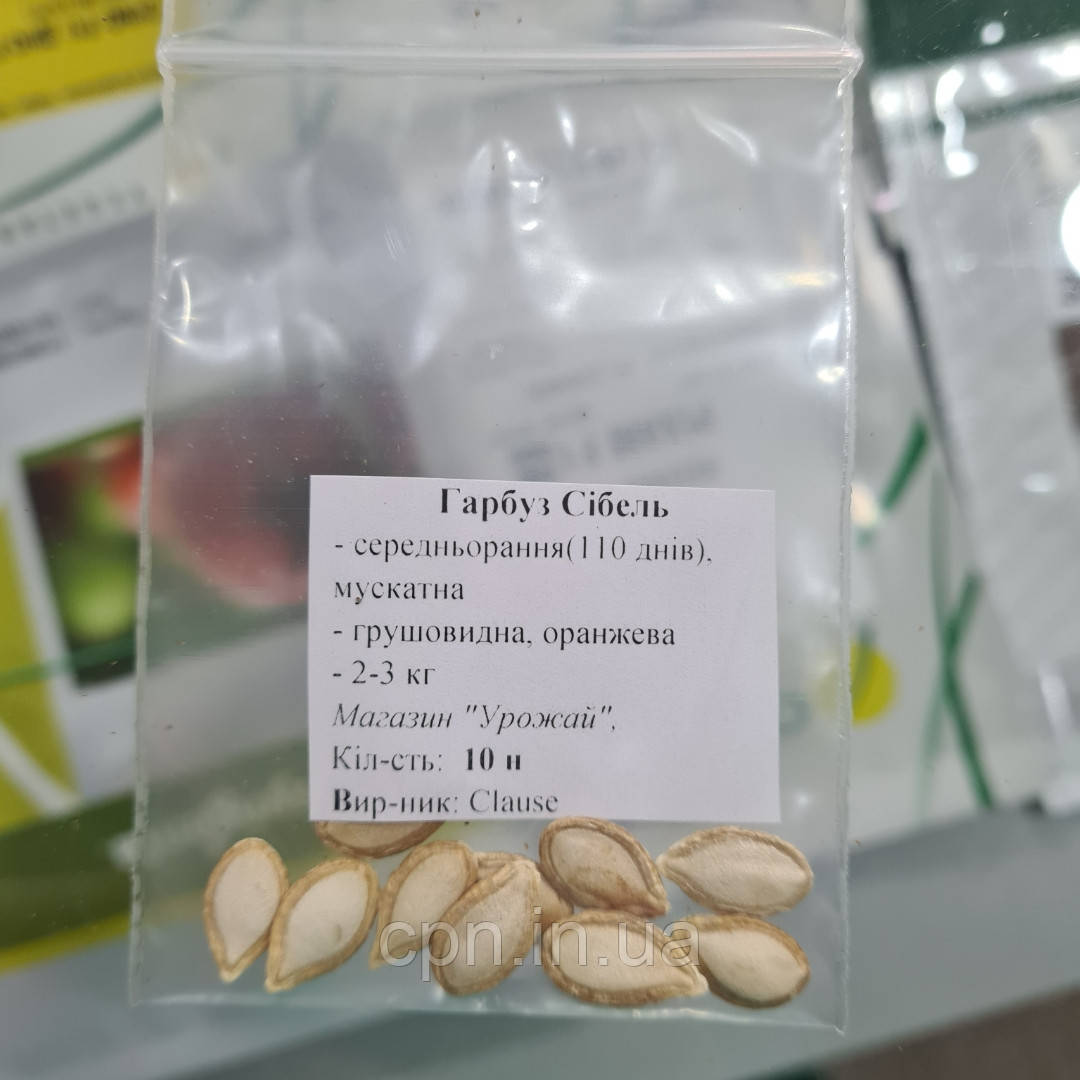 Гарбуз Сібель
- середньорання(110 днів),
мускатна
- грушовидна, оранжева
- 2-3 кг
Магазин "Урожай",
Кіл-сть: 10 н
Вир-ник: Clause
cpn.in.ua